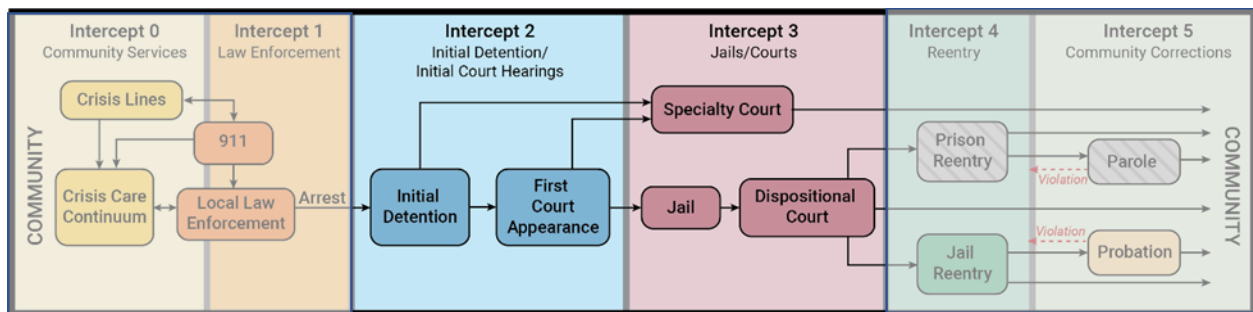 Intercept 0
Community Services
Intercept 1
Law Enforcement
Intercept 2
Initial Detention/
Initial Court Hearings
Intercept 3
Jails/Courts
Intercept 4
Reentry
Intercept 5
Community Corrections
COMMUNITY
Crisis Lines
911
Crisis Care
Continuum
Local Law
Enforcement
Arrest
Initial
Detention
First
Court
Appearance
Specialty Court
Jail
Dispositional
Court
Prison
Reentry
Violation
Parole
Jail
Reentry
Violation
Probation
COMMUNITY